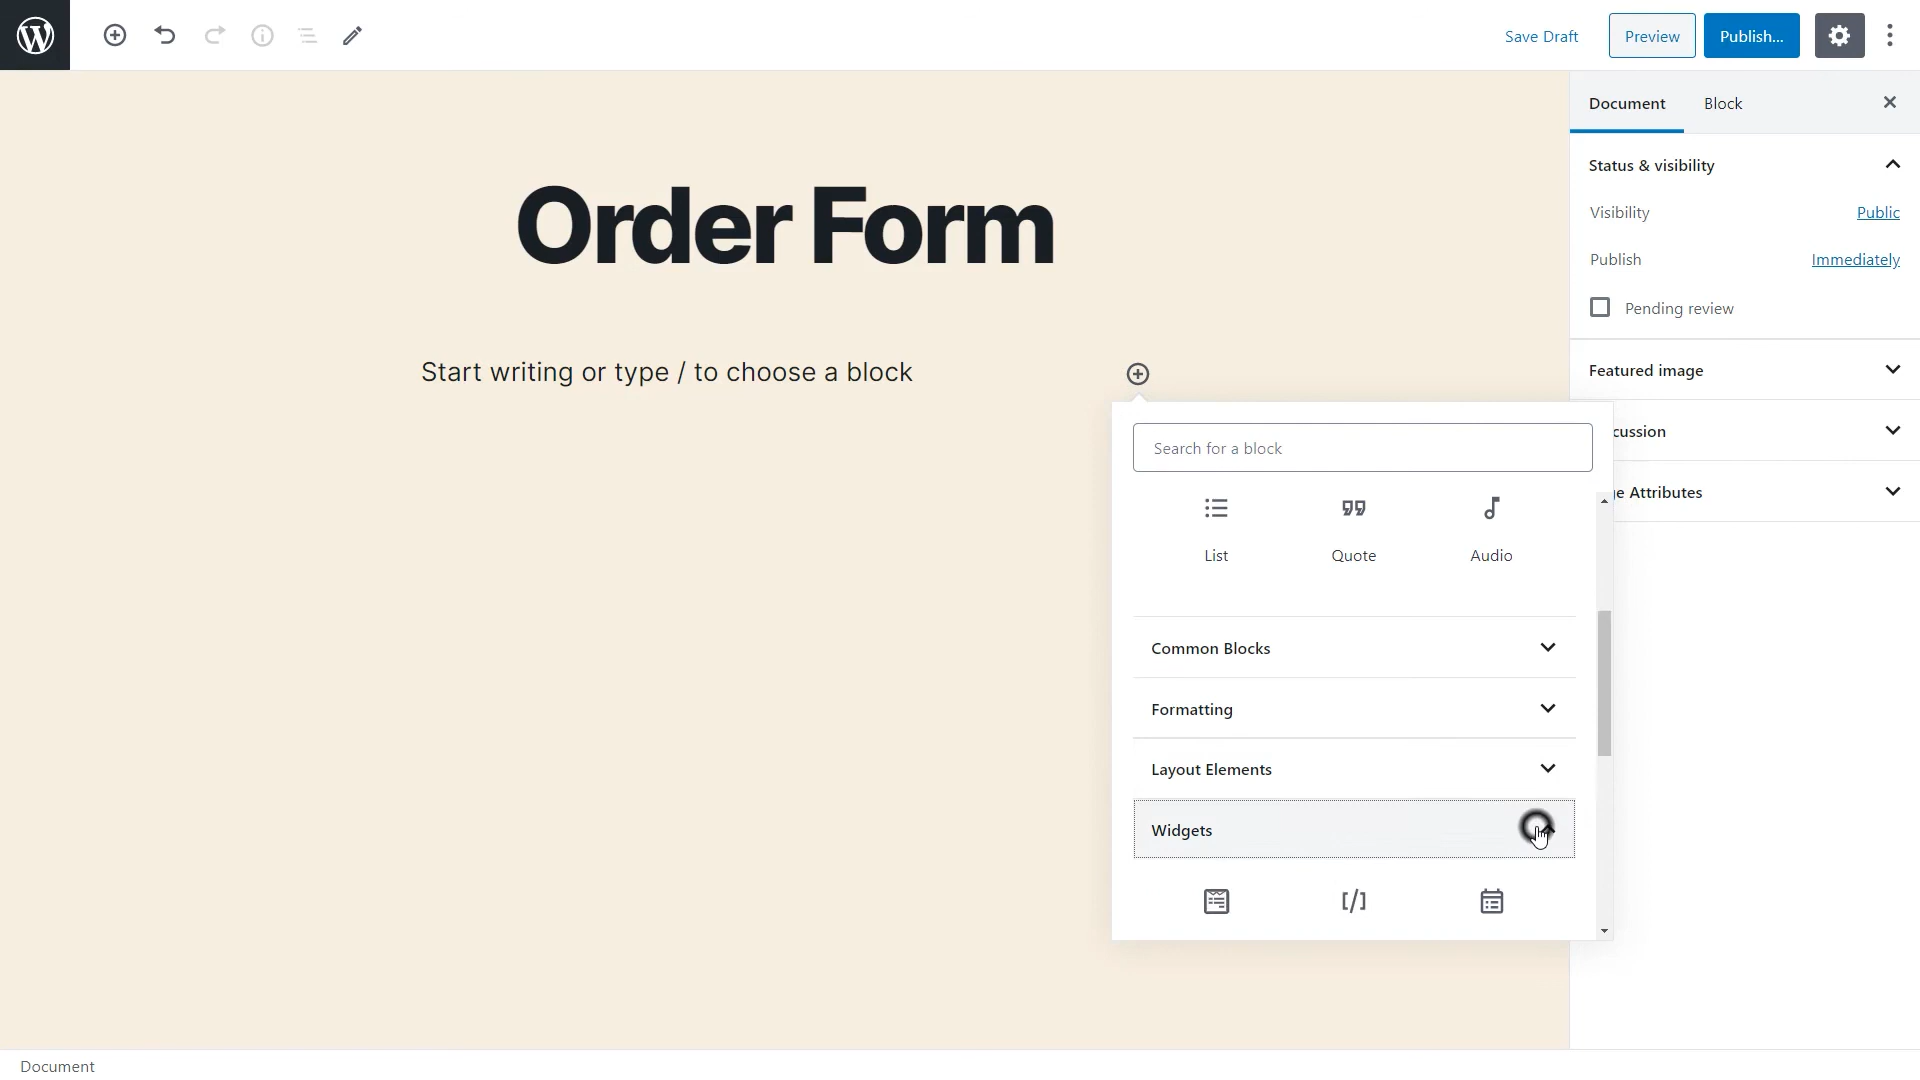 Save Draft
Preview
Publish...
Document
Block
Status & visibility
Visibility
Public
Publish
Immediately
Pending review
Featured image
cussion
e Attributes
Order Form
Start writing or type / to choose a block
Search for a block
List
Quote
Audio
Common Blocks
Formatting
Layout Elements
Widgets
[/]
Document